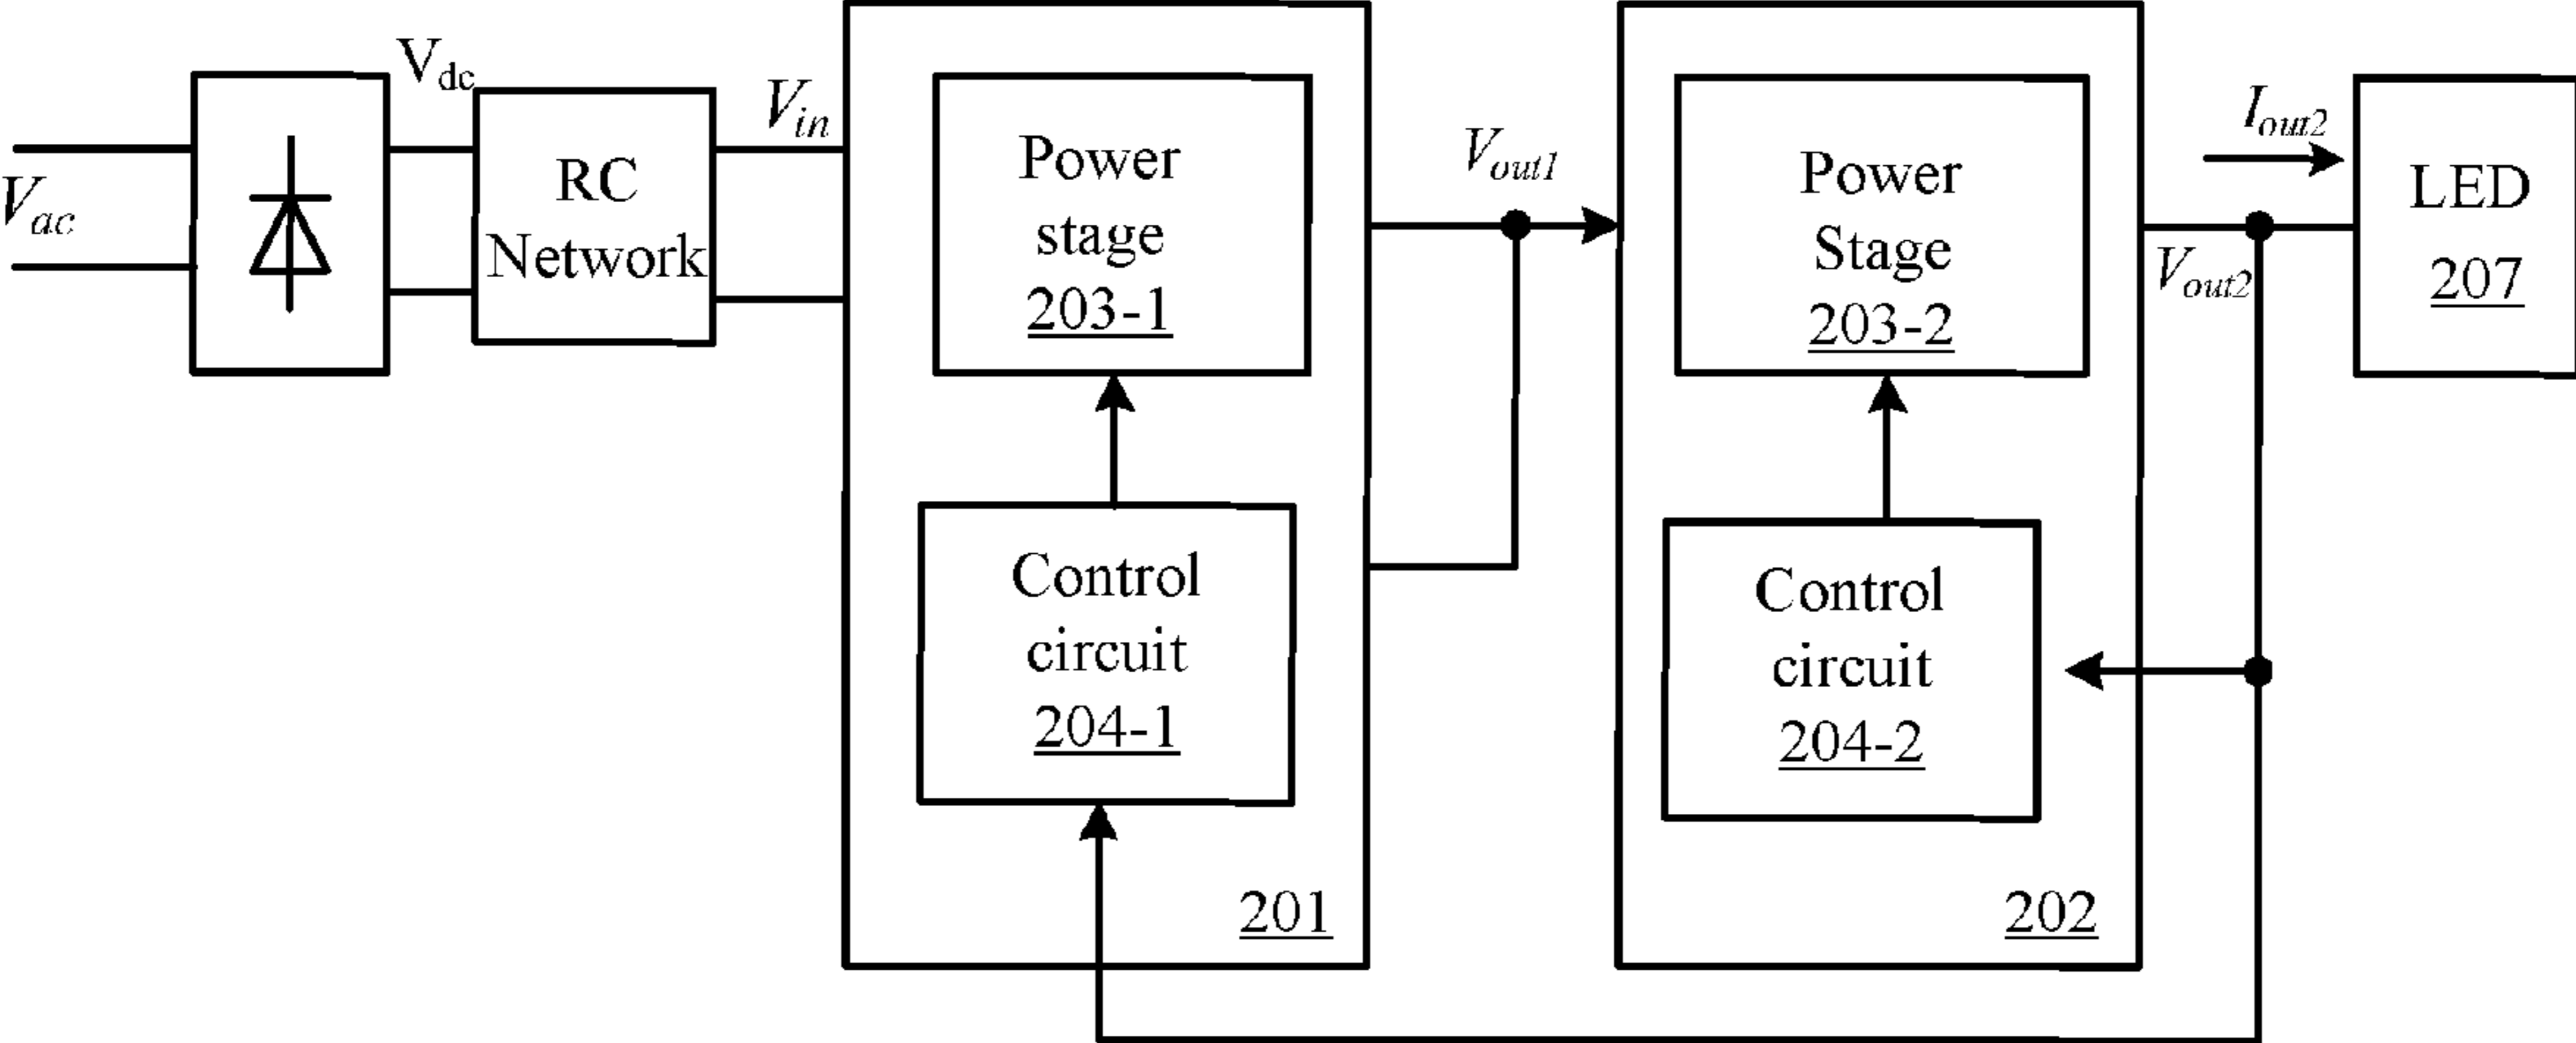 V_ac
V_dc
RC
Network
V_in
Power
stage
203-1
Control
circuit
204-1
201
V_out1
Power
Stage
203-2
Control
circuit
204-2
202
V_out2
I_out2
LED
207